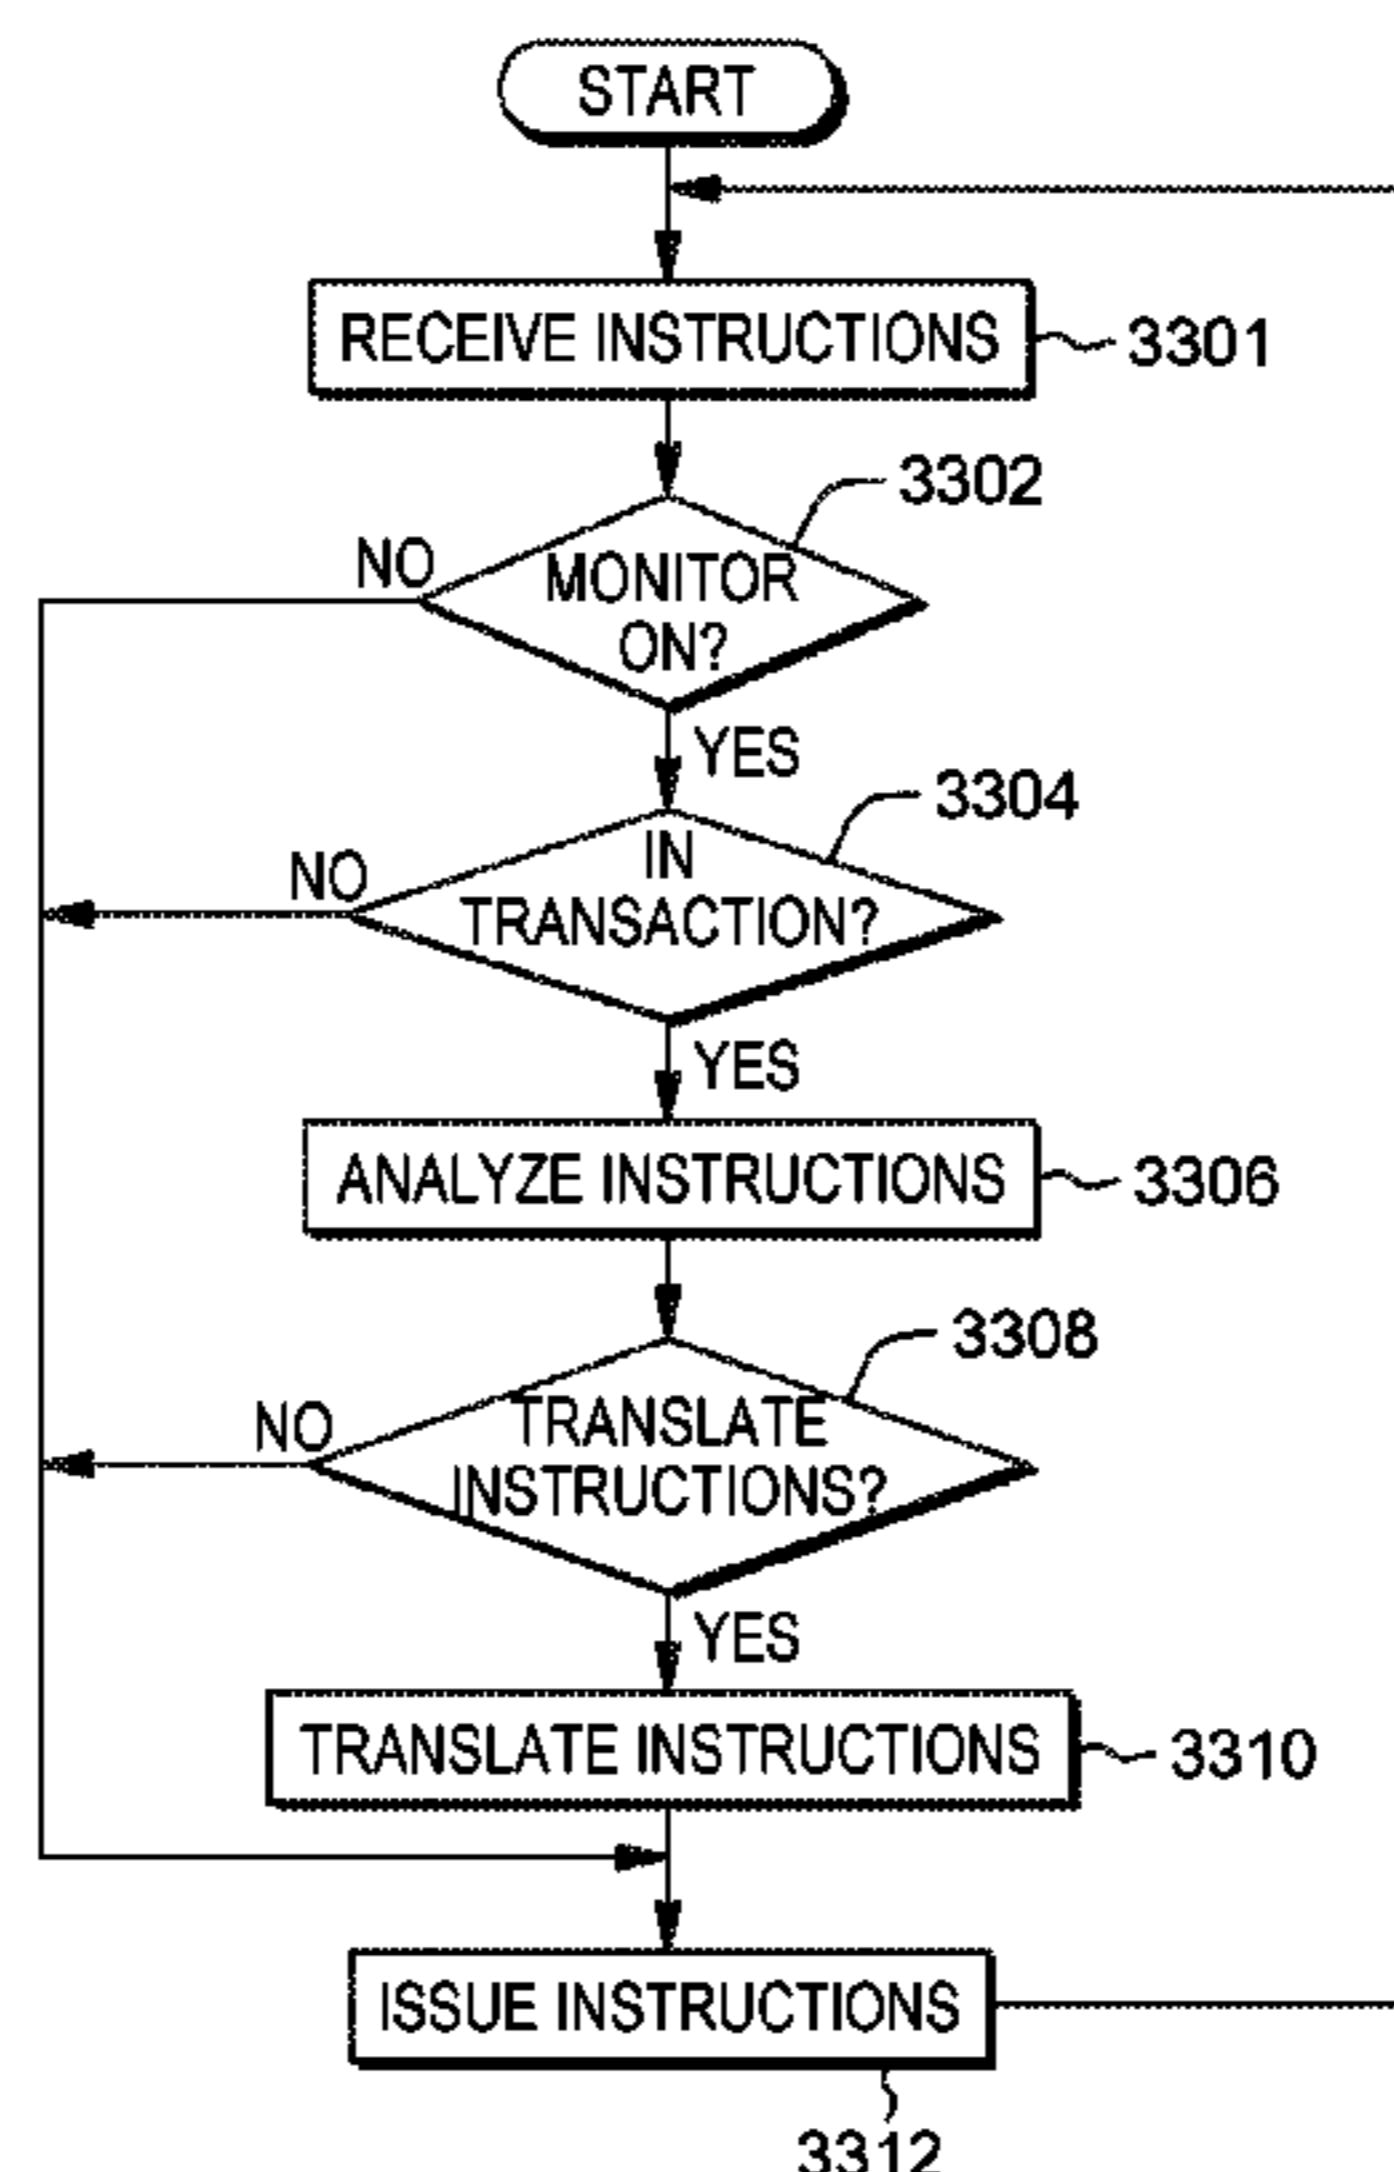 START
RECEIVE INSTRUCTIONS
3301
3302
NO
MONITOR
ON?
YES
3304
NO
IN
TRANSACTION?
YES
ANALYZE INSTRUCTIONS
3306
3308
NO
TRANSLATE
INSTRUCTIONS?
YES
TRANSLATE INSTRUCTIONS
3310
ISSUE INSTRUCTIONS
3312